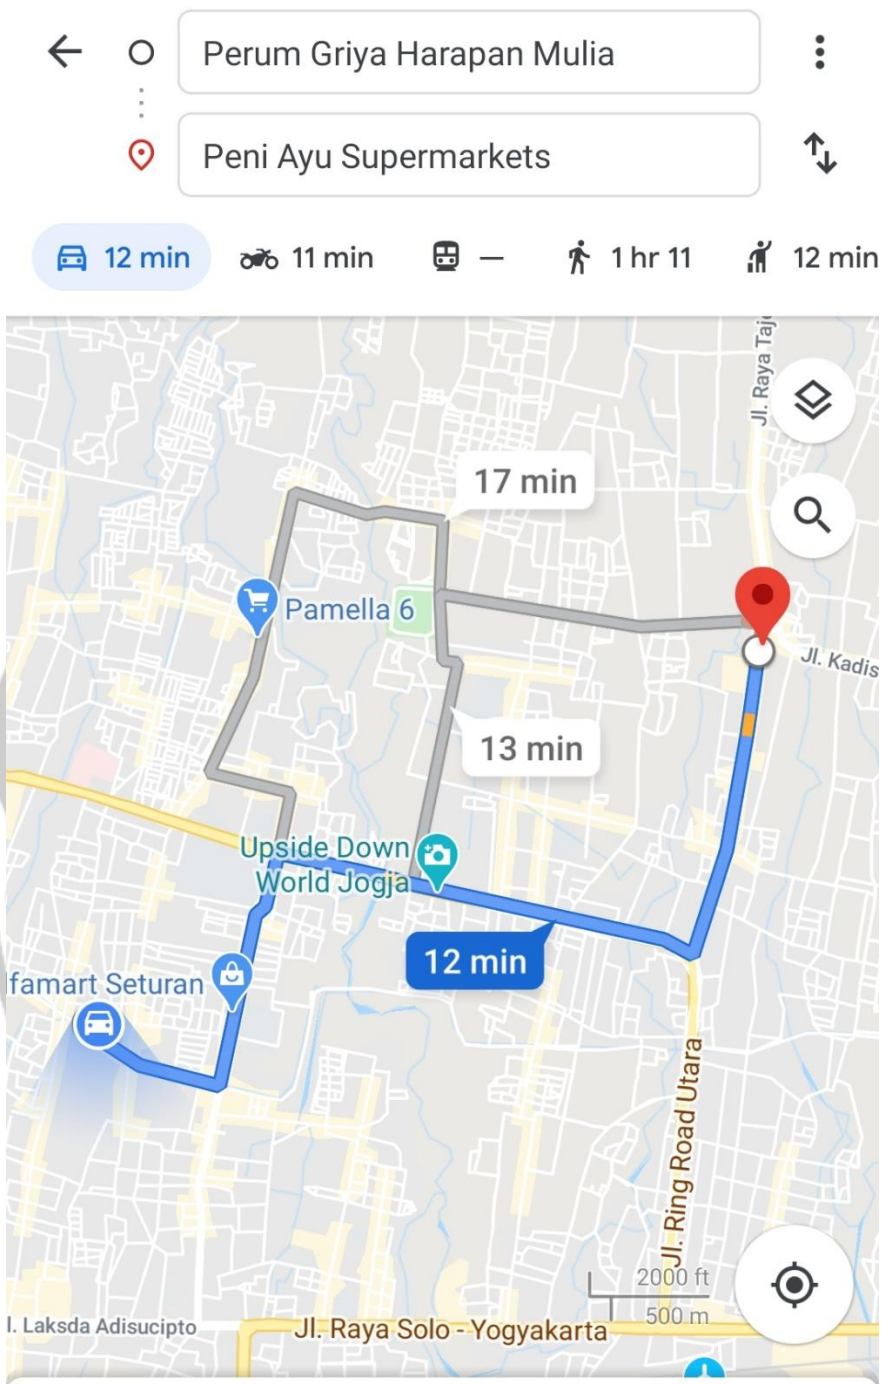 Perum Griya Harapan Mulia
Peni Ayu Supermarkets
12 min
11 min
—
1 hr 11
12 min
Jl. Raya Taj
17 min
Pamella 6
Jl. Kadis
13 min
Upside Down
World Jogja
12 min
lfamart Seturan
Jl. Ring Road Utara
2000 ft
500 m
l. Laksda Adisucipto
Jl. Raya Solo - Yogyakarta